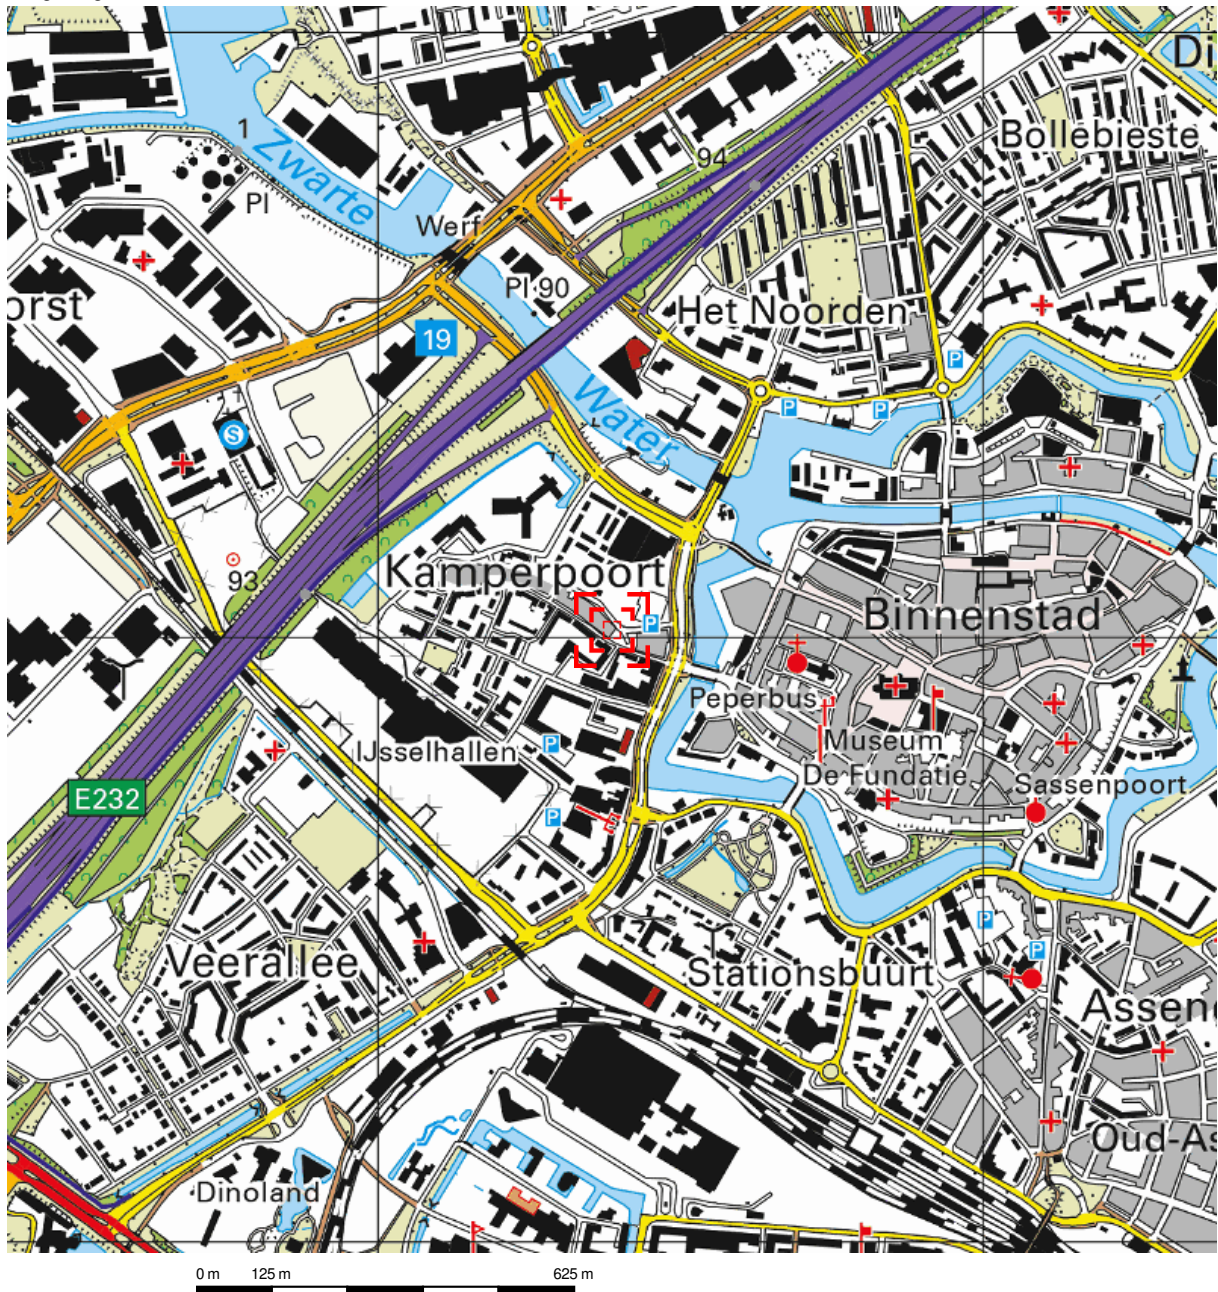 Di
Bollebieste
1
Zwarte
94
Pl
Werf
Pl 90
orst
Het Noorden
19
P
Water
P
P
21
S
93
Kamperpoort
Binnenstad
P
Peperbus
Museum
IJsselhallen
P
De Fundatie
Sassenpoort
E232
P
P
P
Veerallee
Stationsbuurt
Assen
Oud-As
Dinoland
0 m 125 m 625 m